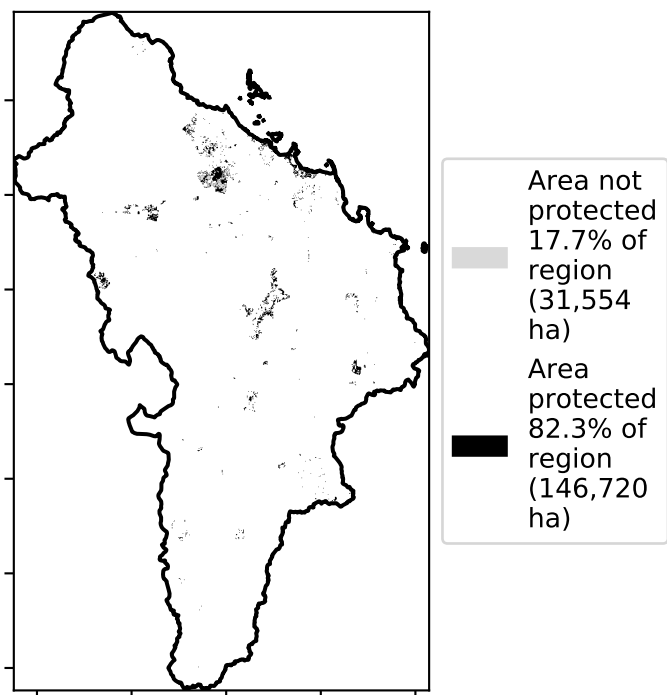 Area not
protected
17.7% of
region
(31,554
ha)
Area
protected
82.3% of
region
(146,720
ha)